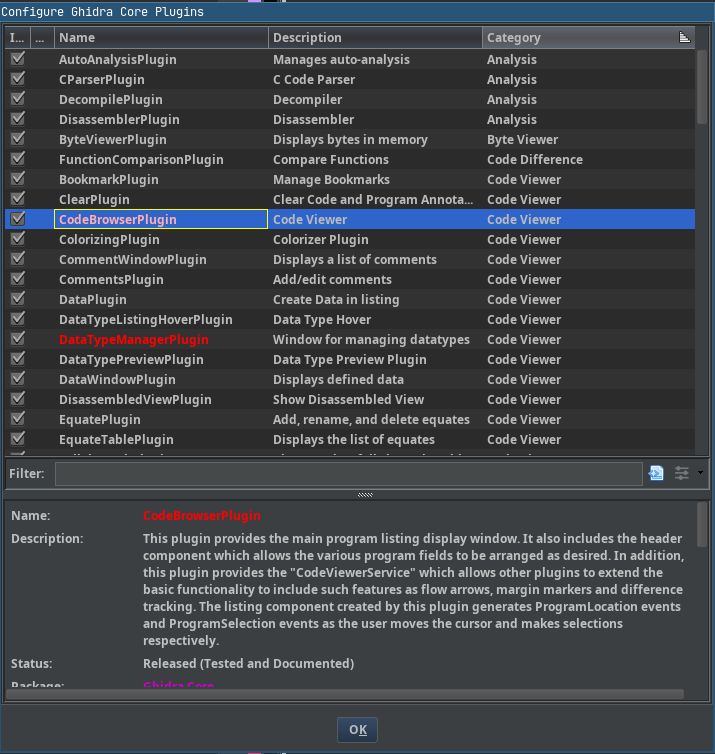 Configure Ghidra Core Plugins
I... ... Name Description Category
AutoAnalysisPlugin Manages auto-analysis Analysis
CParserPlugin C Code Parser Analysis
DecompilePlugin Decompiler Analysis
DisassemblerPlugin Disassembler Analysis
ByteViewerPlugin Displays bytes in memory Byte Viewer
FunctionComparisonPlugin Compare Functions Code Difference
BookmarkPlugin Manage Bookmarks Code Viewer
ClearPlugin Clear Code and Program Annota... Code Viewer
CodeBrowserPlugin Code Viewer Code Viewer
ColorizingPlugin Colorizer Plugin Code Viewer
CommentWindowPlugin Displays a list of comments Code Viewer
CommentsPlugin Add/edit comments Code Viewer
DataPlugin Create Data in listing Code Viewer
DataTypeListingHoverPlugin Data Type Hover Code Viewer
DataTypeManagerPlugin Window for managing datatypes Code Viewer
DataTypePreviewPlugin Data Type Preview Plugin Code Viewer
DataWindowPlugin Displays defined data Code Viewer
DisassembledViewPlugin Show Disassembled View Code Viewer
EquatePlugin Add, rename, and delete equates Code Viewer
EquateTablePlugin Displays the list of equates Code Viewer
Filter:
Name: CodeBrowserPlugin
Description: This plugin provides the main program listing display window. It also includes the header
component which allows the various program fields to be arranged as desired. In addition,
this plugin provides the "CodeViewerService" which allows other plugins to extend the
basic functionality to include such features as flow arrows, margin markers and difference
tracking. The listing component created by this plugin generates ProgramLocation events
and ProgramSelection events as the user moves the cursor and makes selections
respectively.
Status: Released (Tested and Documented)
Package: Ghidra Core
OK